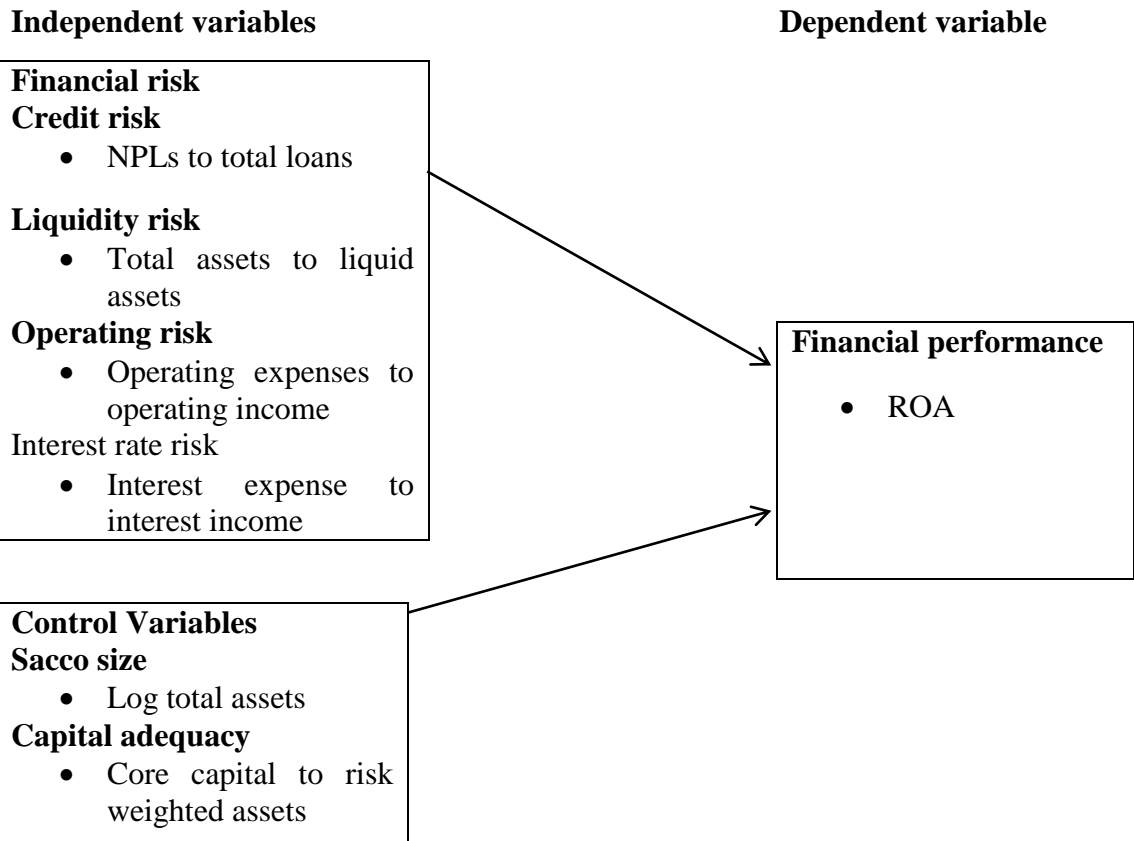 Independent variables
Dependent variable
Financial risk
Credit risk
• NPLs to total loans
Liquidity risk
• Total assets to liquid
assets
Operating risk
• Operating expenses to
operating income
Interest rate risk
• Interest expense to
interest income
Financial performance
• ROA
Control Variables
Sacco size
• Log total assets
Capital adequacy
• Core capital to risk
weighted assets